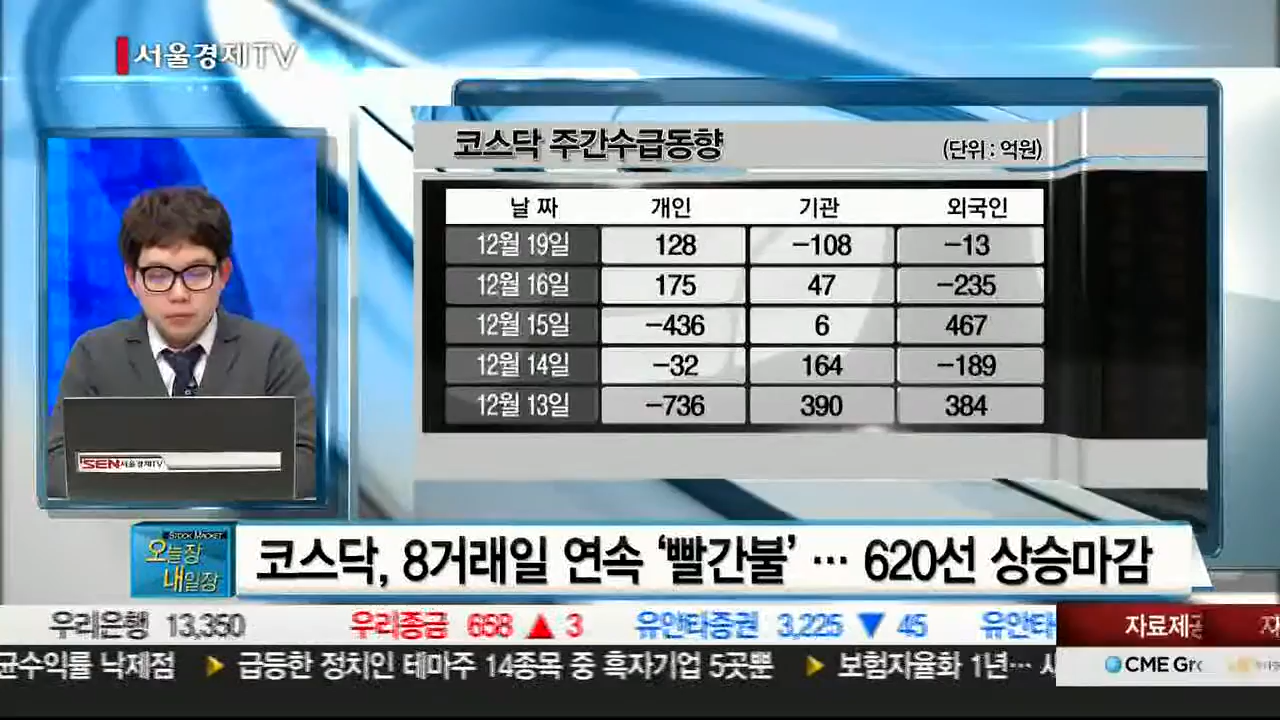 서울경제TV
코스닥 주간수급동향
(단위 : 억원)
날 짜 개인 기관 외국인
12월 19일 128 -108 -13
12월 16일 175 47 -235
12월 15일 -436 6 467
12월 14일 -32 164 -189
12월 13일 -736 390 384
SEN 서울경제TV
STOCK MARKET
오늘장
내일장
코스닥, 8거래일 연속 ‘빨간불’ … 620선 상승마감
우리은행 13,350 우리종금 658 ▲ 3 유안타증권 3,225 ▼ 45 유안타
자료제공
균수익률 낙제점 ▶ 급등한 정치인 테마주 14종목 중 흑자기업 5곳뿐 ▶ 보험자율화 1년…
CME Gr